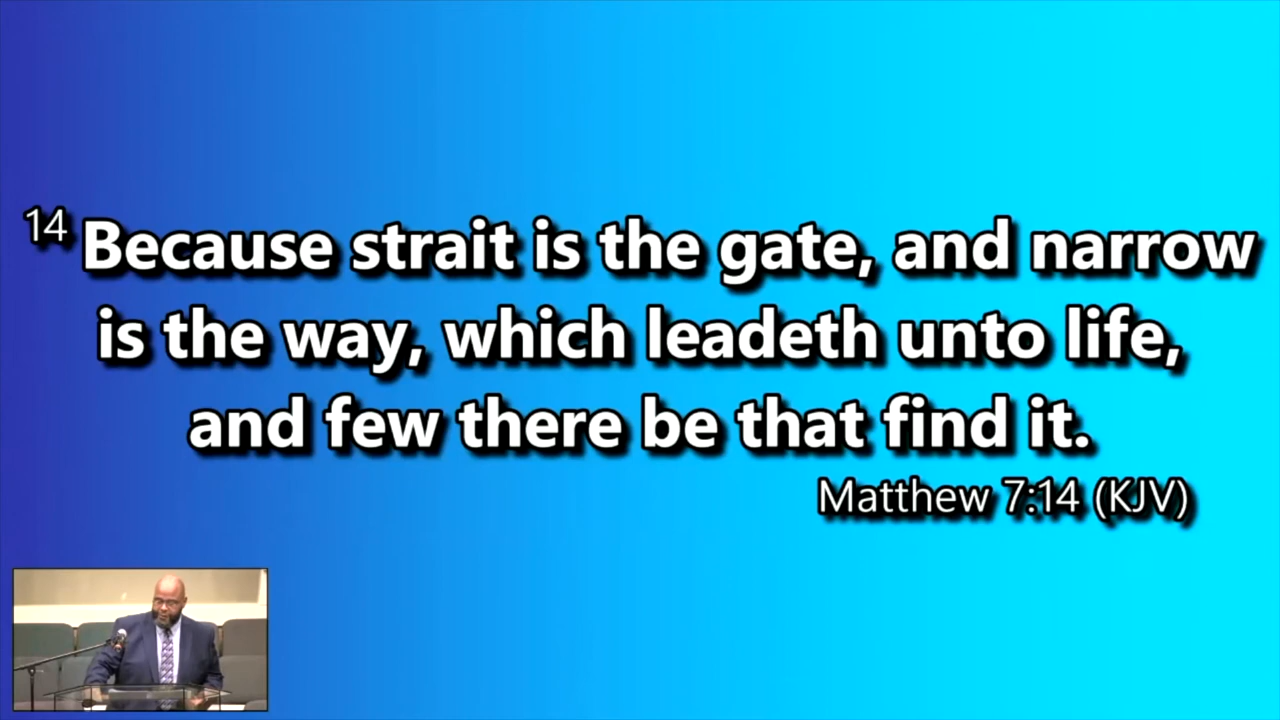 14 Because strait is the gate, and narrow
is the way, which leadeth unto life,
and few there be that find it.
Matthew 7:14 (KJV)